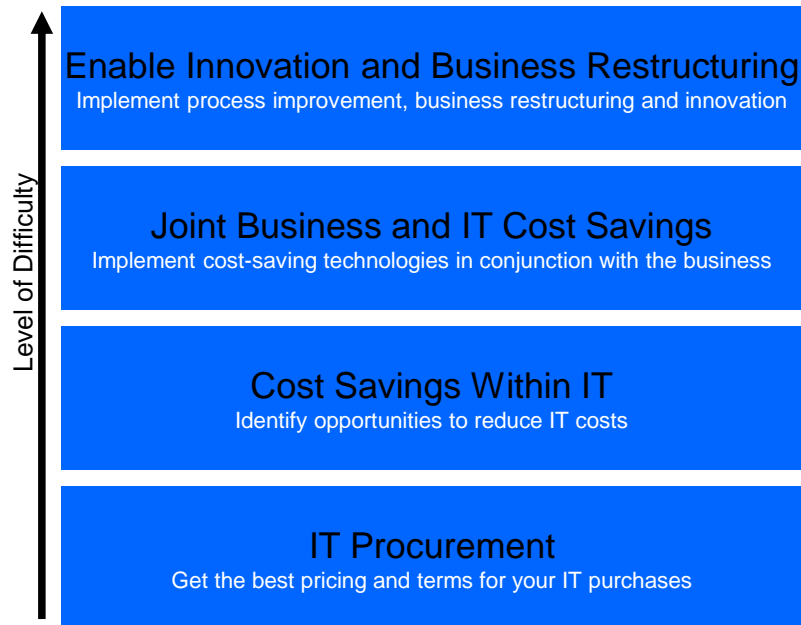 Enable Innovation and Business Restructuring
Implement process improvement, business restructuring and innovation
Joint Business and IT Cost Savings
Implement cost-saving technologies in conjunction with the business
Level of Difficulty
Cost Savings Within IT
Identify opportunities to reduce IT costs
IT Procurement
Get the best pricing and terms for your IT purchases